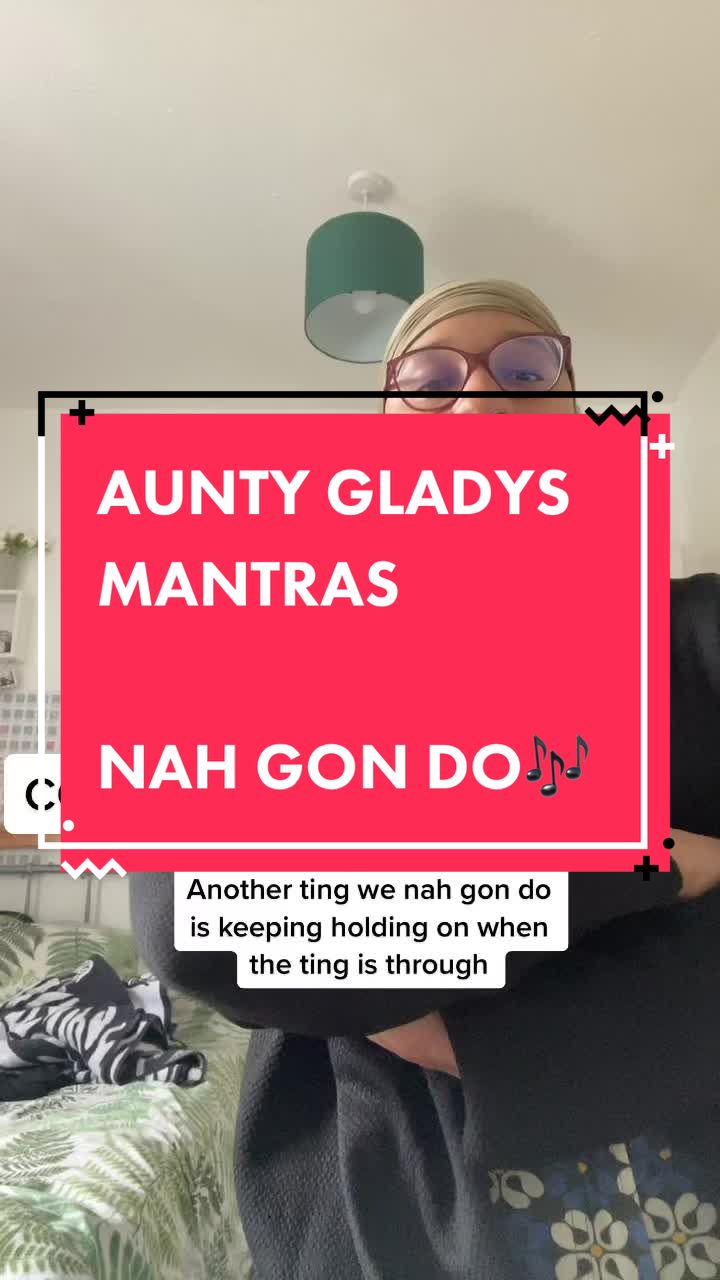 AUNTY GLADYS
MANTRAS
NAH GON DO🎶
Another ting we nah gon do
is keeping holding on when
the ting is through